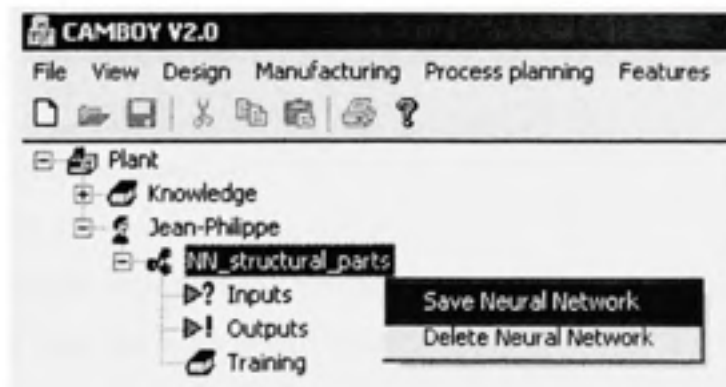 CAMBOY V2.0
File View Design Manufacturing Process planning Features
Plant
Knowledge
Jean-Philippe
NN_structural_parts
Inputs
Save Neural Network
Outputs
Delete Neural Network
Training